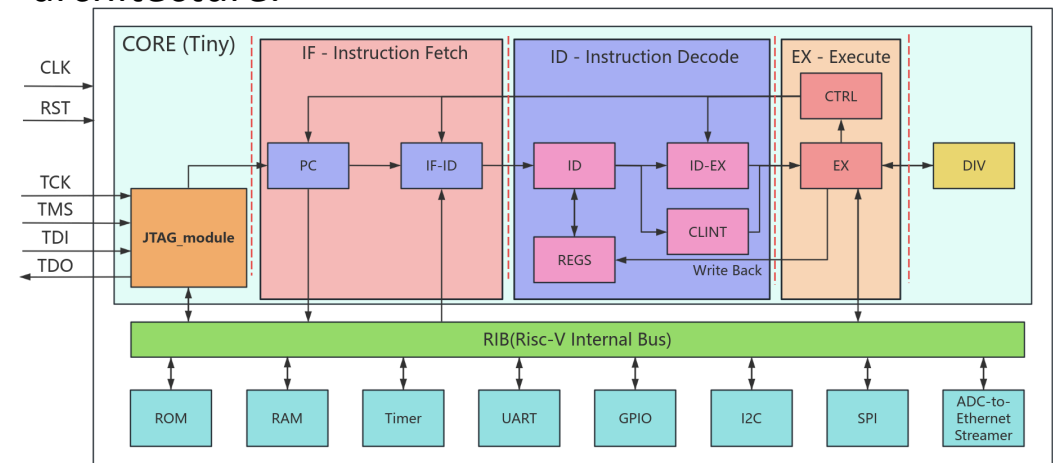 architecture.
CORE (Tiny)
IF - Instruction Fetch
ID - Instruction Decode
EX - Execute
CLK
RST
TCK
TMS
TDI
TDO
JTAG_module
PC
IF-ID
ID
ID-EX
CTRL
EX
DIV
CLINT
REGS
Write Back
RIB(Risc-V Internal Bus)
ROM
RAM
Timer
UART
GPIO
I2C
SPI
ADC-to-
Ethernet
Streamer